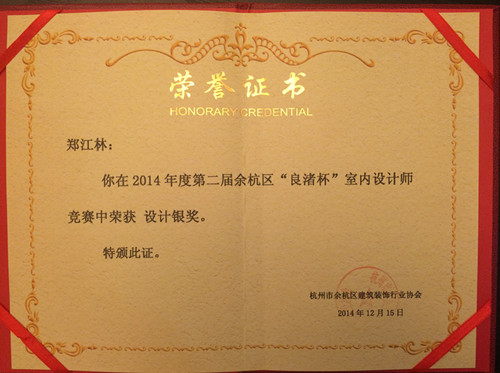 荣誉证书
HONORARY CREDENTIAL
郑江林:
你在2014年度第二届余杭区“良渚杯”室内设计师
竞赛中荣获 设计银奖。
特颁此证。
杭州市余杭区建筑装饰行业协会
2014年12月15日